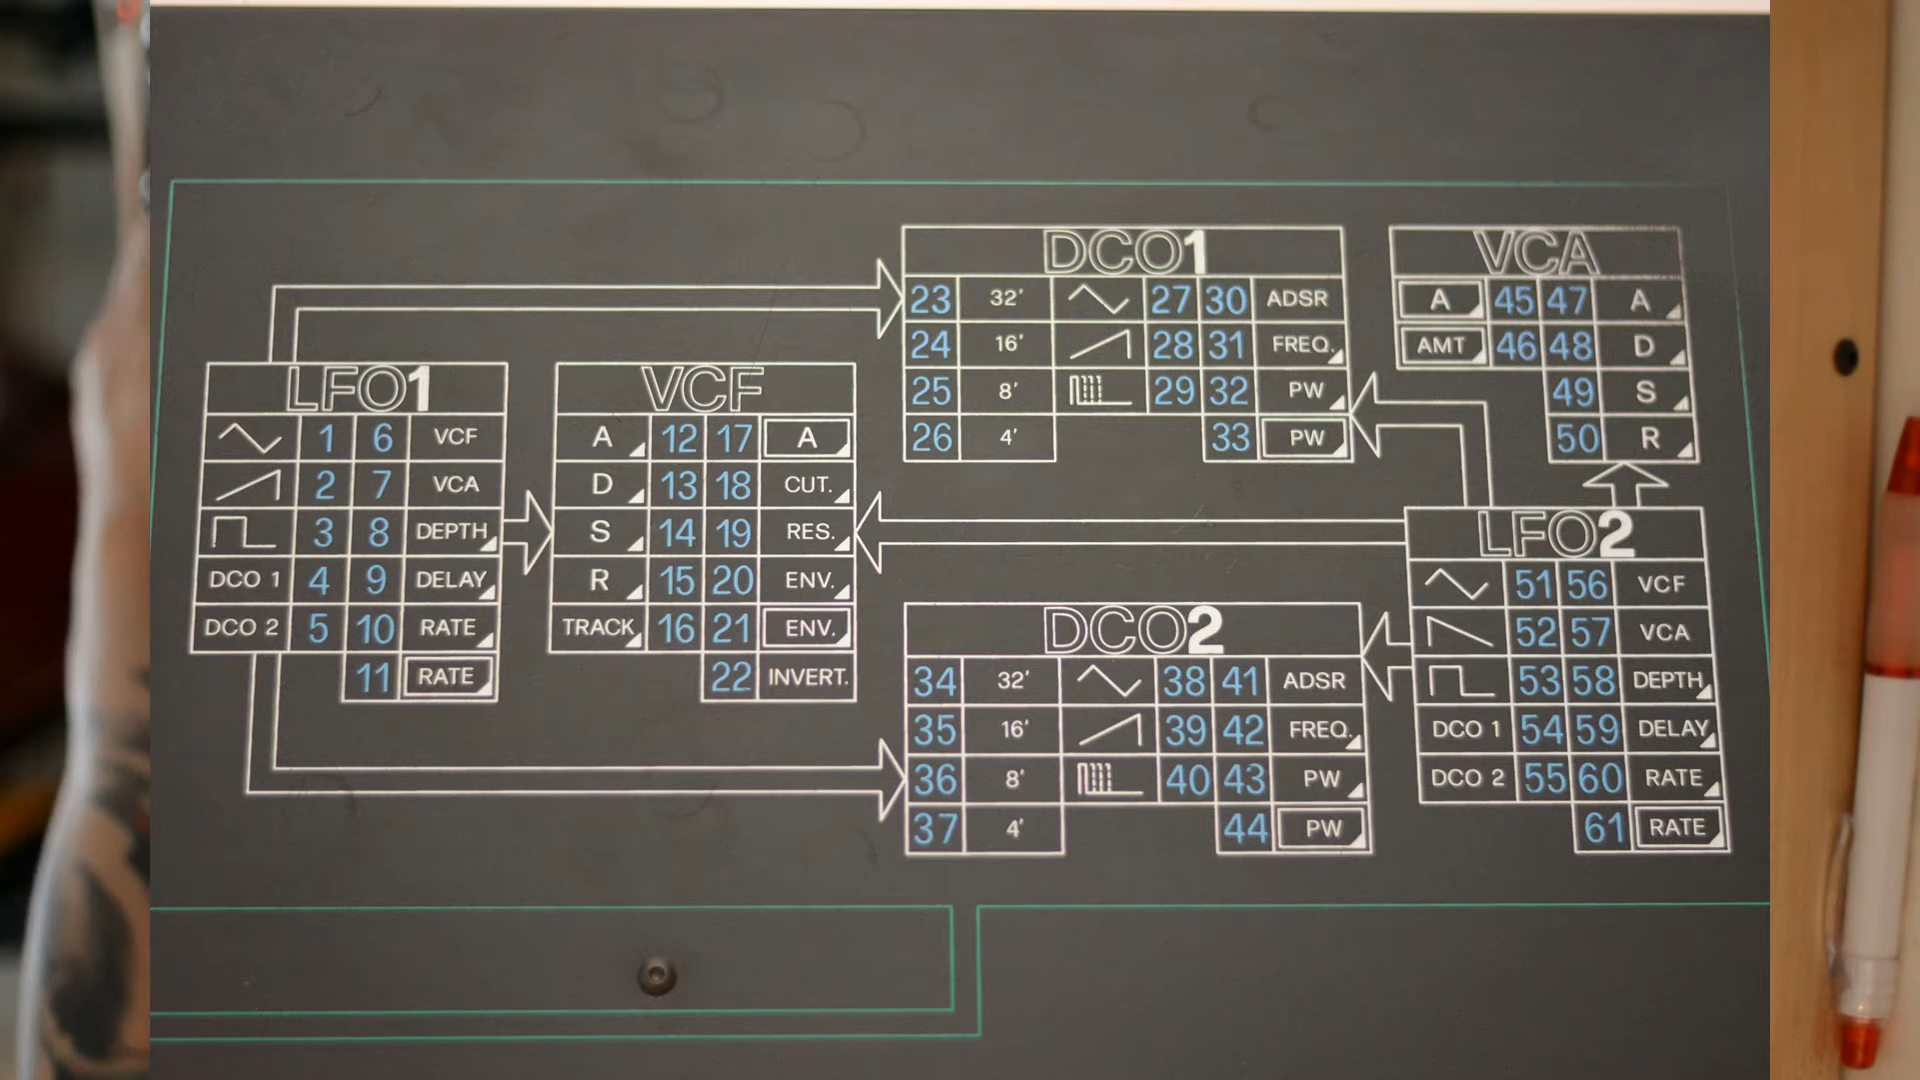 DCO1
23 32' 27 30 ADSR
24 16' 28 31 FREQ.
25 8' 29 32 PW
26 4' 33 PW
VCA
A 45 47 A
AMT 46 48 D
49 S
50 R
LFO1
1 6 VCF
2 7 VCA
3 8 DEPTH
DCO 1 4 9 DELAY
DCO 2 5 10 RATE
11 RATE
VCF
A 12 17 A
D 13 18 CUT.
S 14 19 RES.
R 15 20 ENV.
TRACK 16 21 ENV.
22 INVERT.
DCO2
34 32' 38 41 ADSR
35 16' 39 42 FREQ.
36 8' 40 43 PW
37 4' 44 PW
LFO2
51 56 VCF
52 57 VCA
53 58 DEPTH
DCO 1 54 59 DELAY
DCO 2 55 60 RATE
61 RATE